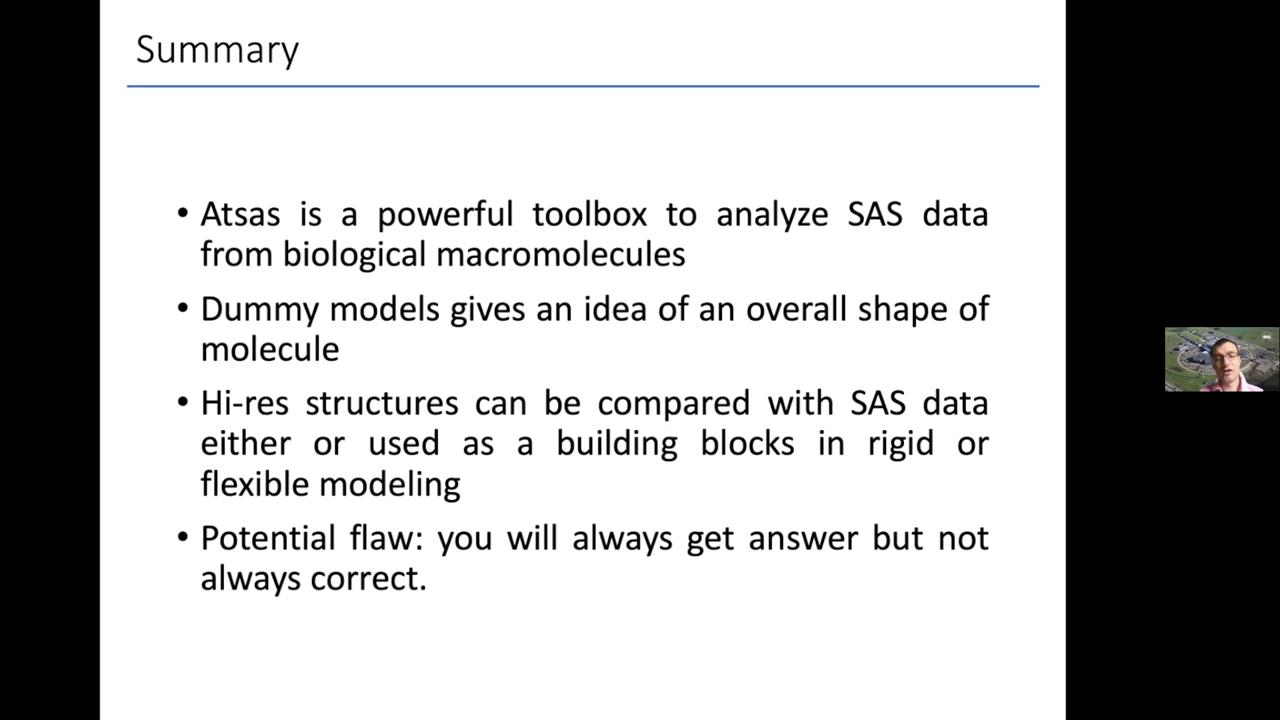 Summary
• Atsas is a powerful toolbox to analyze SAS data
from biological macromolecules
• Dummy models gives an idea of an overall shape of
molecule
• Hi-res structures can be compared with SAS data
either or used as a building blocks in rigid or
flexible modeling
• Potential flaw: you will always get answer but not
always correct.